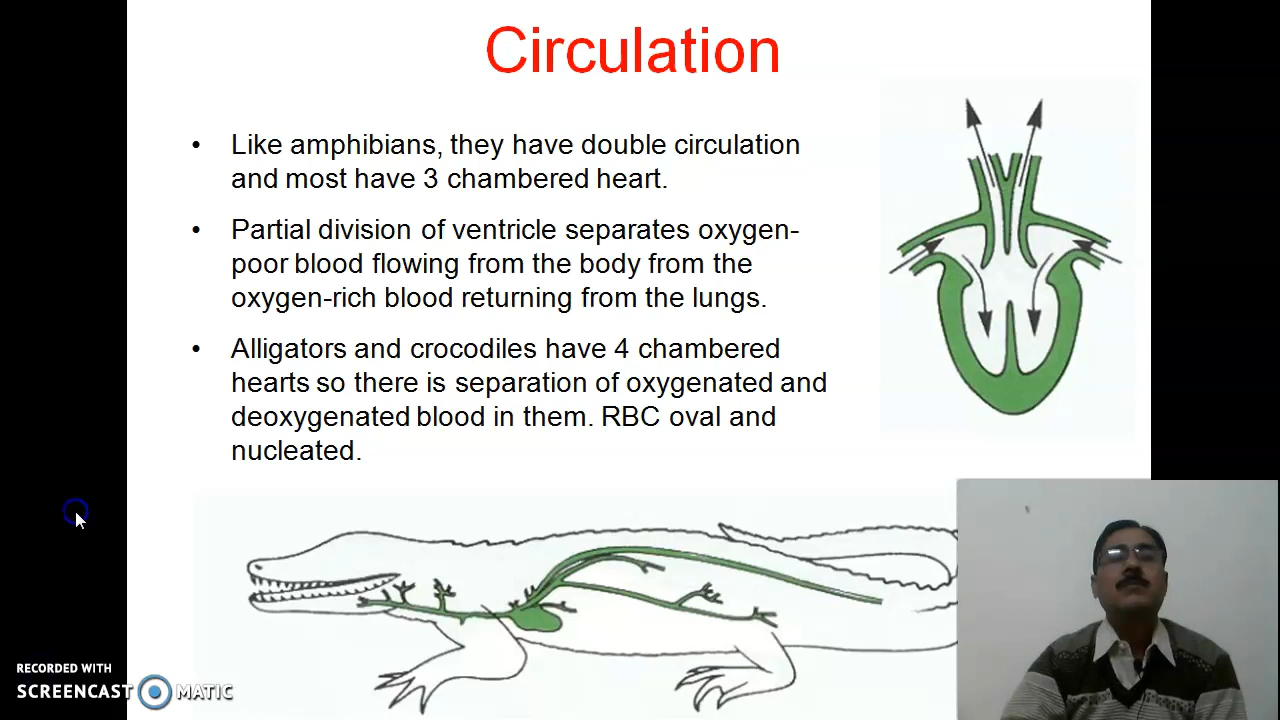 Circulation
• Like amphibians, they have double circulation
and most have 3 chambered heart.
• Partial division of ventricle separates oxygen-
poor blood flowing from the body from the
oxygen-rich blood returning from the lungs.
• Alligators and crocodiles have 4 chambered
hearts so there is separation of oxygenated and
deoxygenated blood in them. RBC oval and
nucleated.
RECORDED WITH
SCREENCAST MATIC